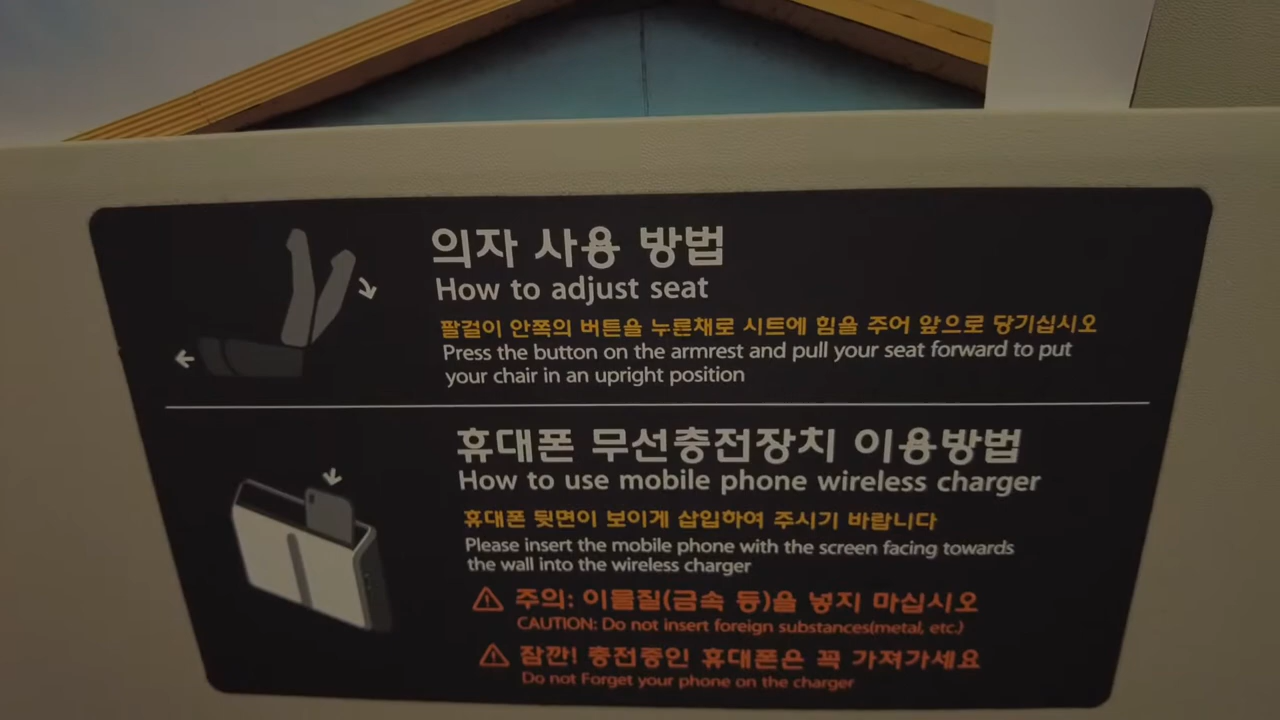 의자 사용 방법
How to adjust seat
팔걸이 안쪽의 버튼을 누른채로 시트에 힘을 주어 앞으로 당기십시오
Press the button on the armrest and pull your seat forward to put
your chair in an upright position
휴대폰 무선충전장치 이용방법
How to use mobile phone wireless charger
휴대폰 뒷면이 보이게 삽입하여 주시기 바랍니다
Please insert the mobile phone with the screen facing towards
the wall into the wireless charger
주의: 이물질(금속 등)을 넣지 마십시오
CAUTION: Do not insert foreign substances(metal, etc.)
잠깐! 충전중인 휴대폰은 꼭 가져가세요
Do not Forget your phone on the charger